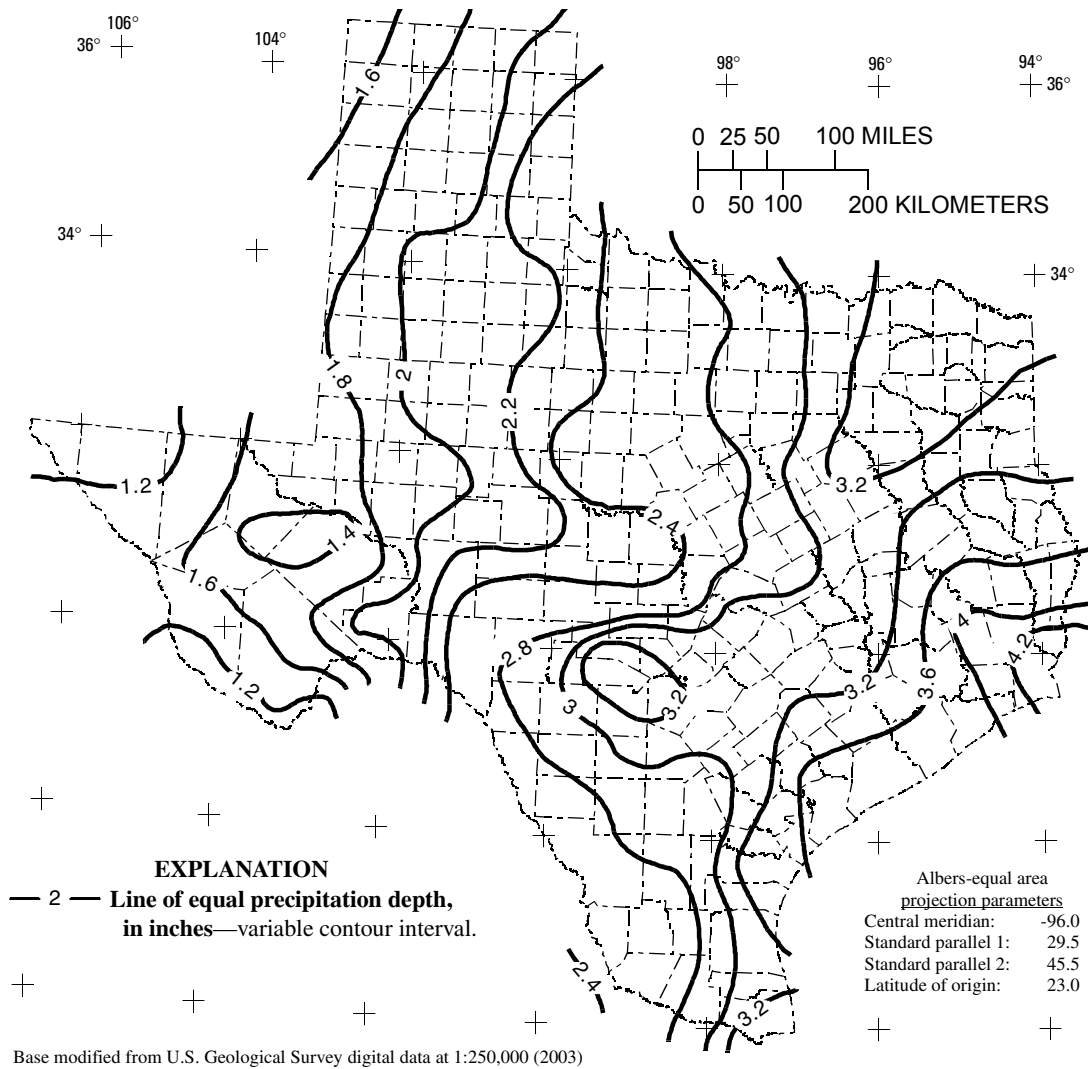 106°
36°
104°
98°
96°
94°
36°
0 25 50 100 MILES
0 50 100 200 KILOMETERS
34°
34°
1.6
1.8
2
2.2
1.2
3.2
2.4
1.4
1.6
1.2
2.8
3
3.2
3.2
3.6
4
4.2
2.4
3.2
EXPLANATION
2 Line of equal precipitation depth,
in inches—variable contour interval.
Albers-equal area
projection parameters
Central meridian: -96.0
Standard parallel 1: 29.5
Standard parallel 2: 45.5
Latitude of origin: 23.0
Base modified from U.S. Geological Survey digital data at 1:250,000 (2003)